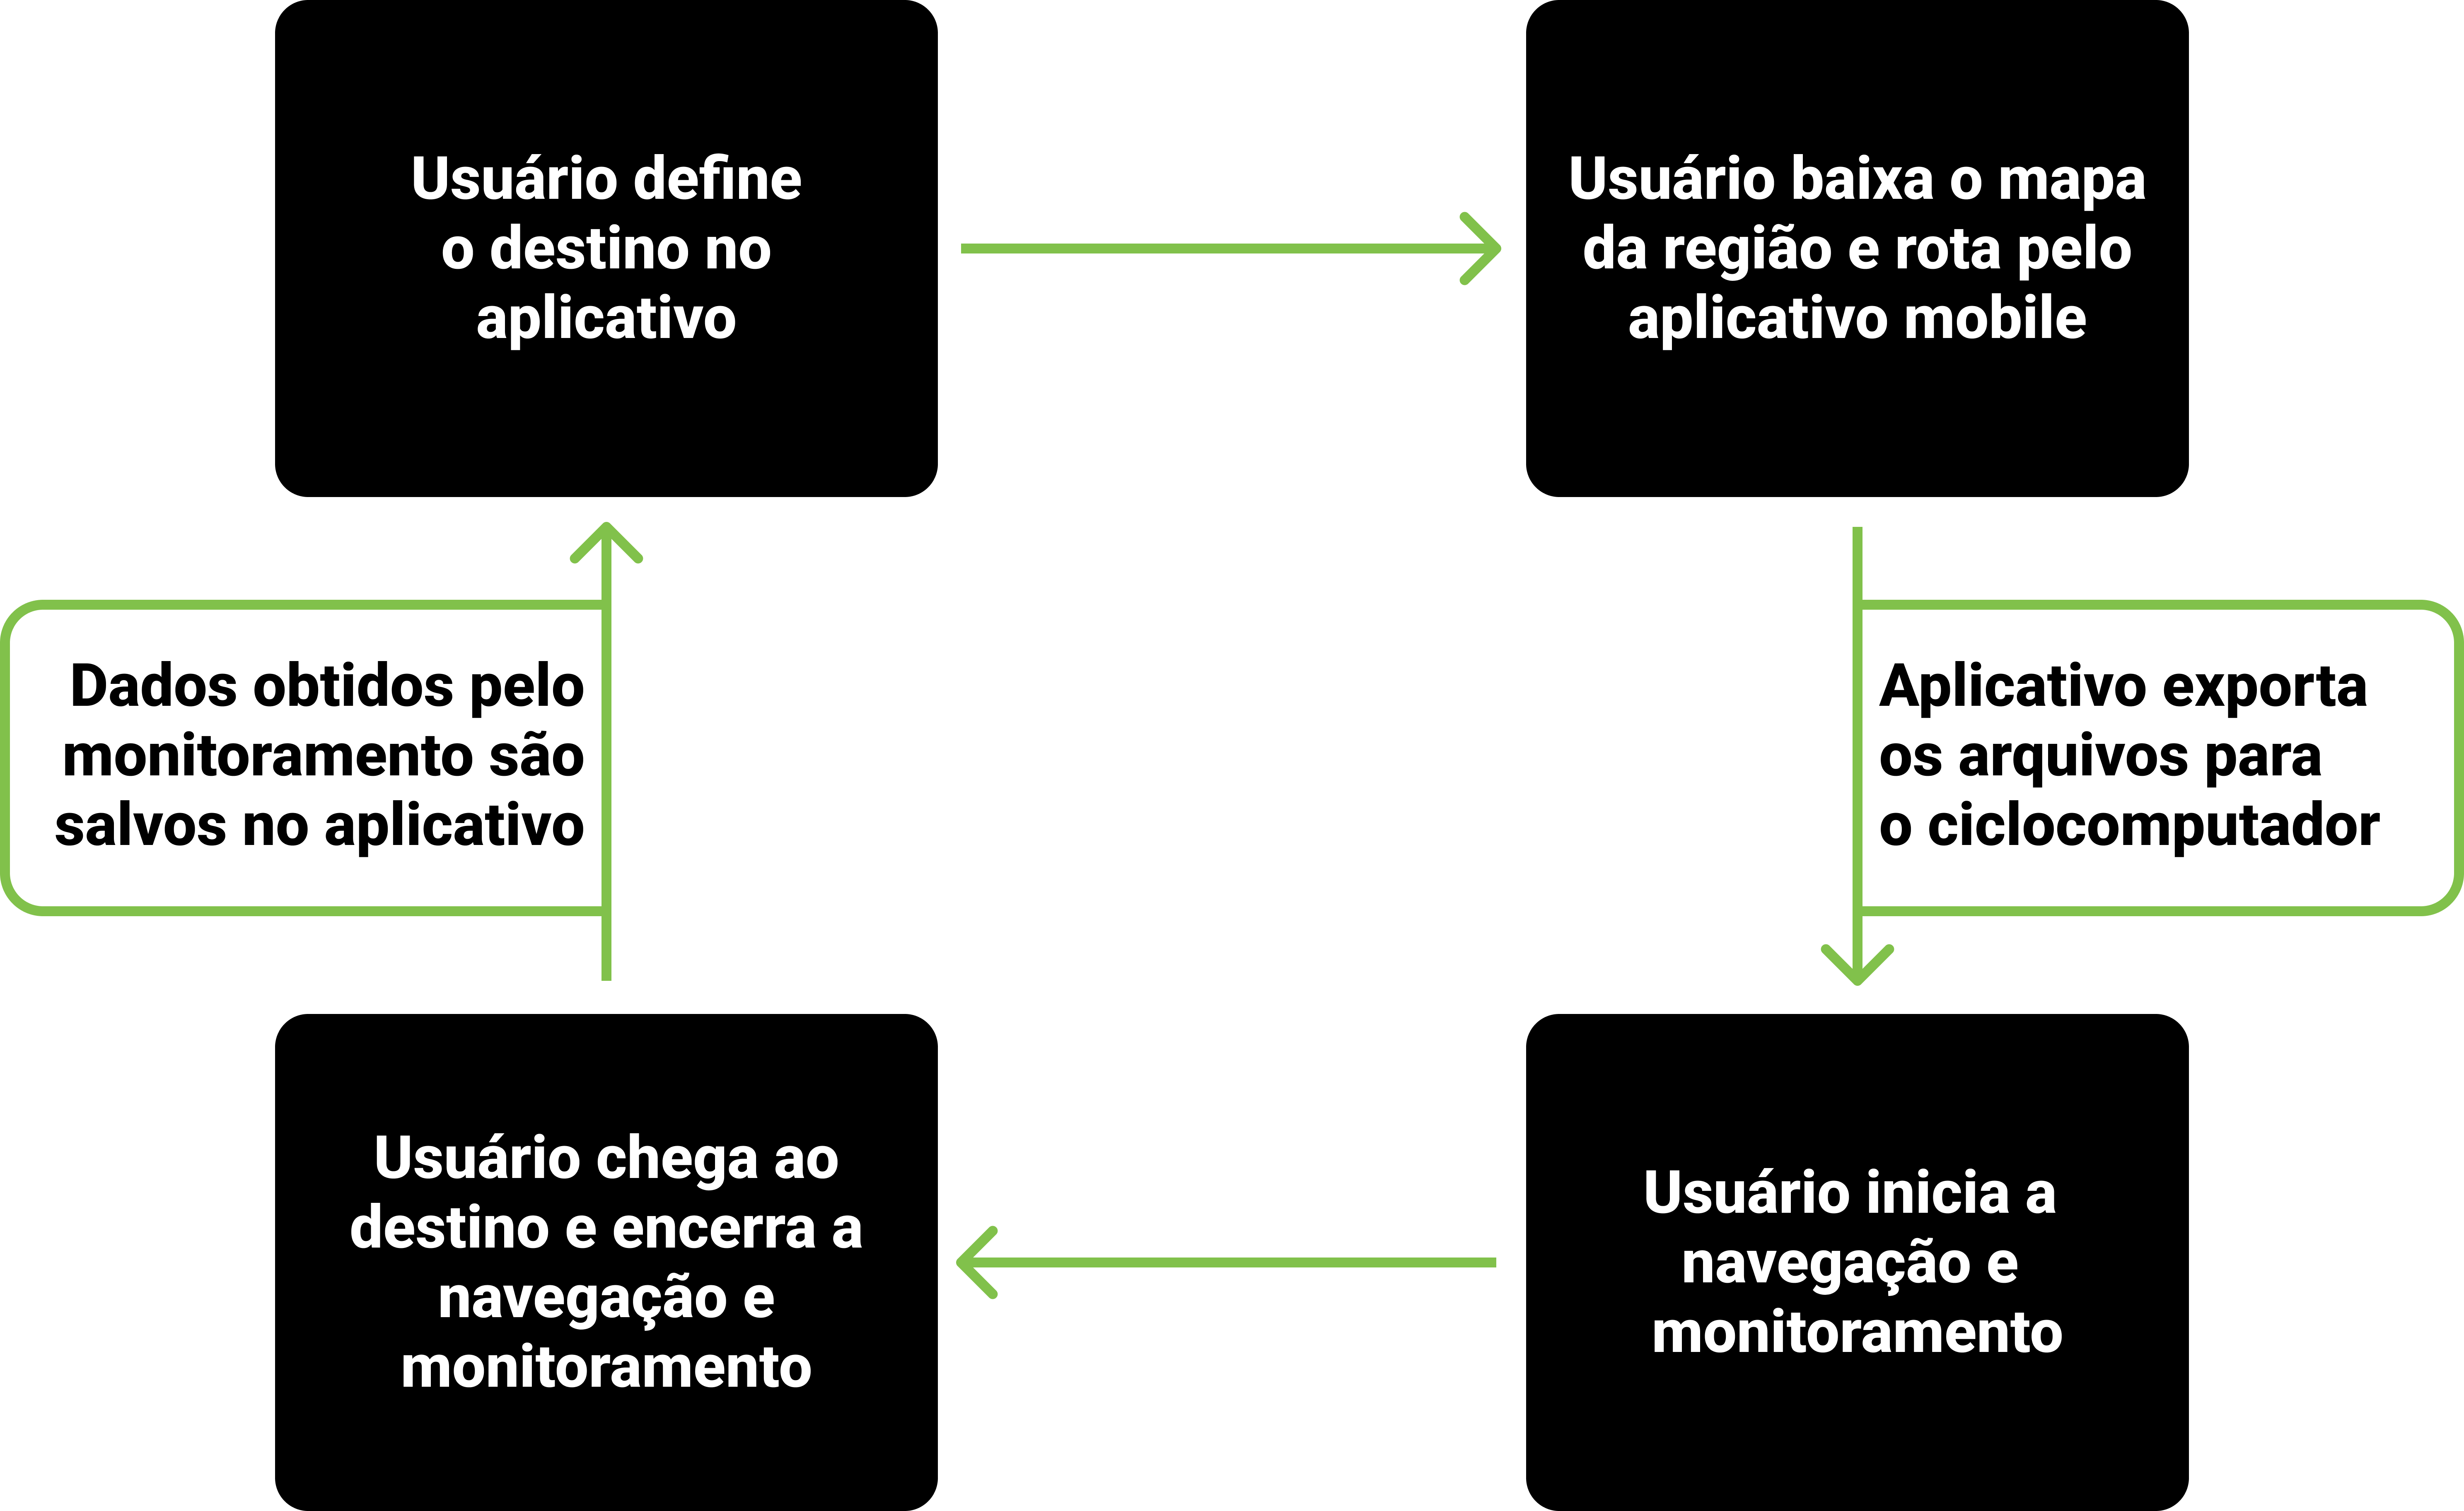 Usuário define
o destino no
aplicativo
Usuário baixa o mapa
da região e rota pelo
aplicativo mobile
Dados obtidos pelo
monitoramento são
salvos no aplicativo
Aplicativo exporta
os arquivos para
o ciclocomputador
Usuário chega ao
destino e encerra a
navegação e
monitoramento
Usuário inicia a
navegação e
monitoramento